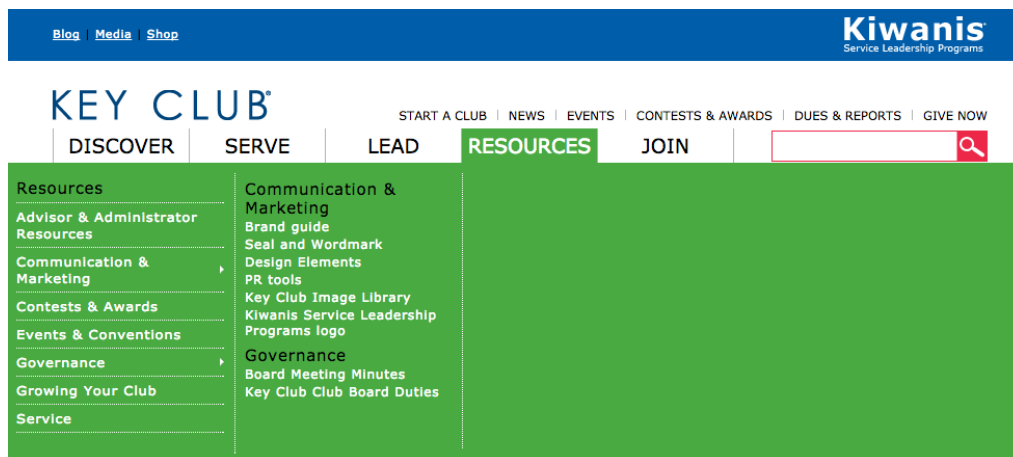 Blog | Media | Shop
Kiwanis
Service Leadership Programs
KEY CLUB®
START A CLUB | NEWS | EVENTS | CONTESTS & AWARDS | DUES & REPORTS | GIVE NOW
DISCOVER SERVE LEAD RESOURCES JOIN
Resources
Advisor & Administrator
Resources
Communication &
Marketing
Contests & Awards
Events & Conventions
Governance
Growing Your Club
Service
Communication &
Marketing
Brand guide
Seal and Wordmark
Design Elements
PR tools
Key Club Image Library
Kiwanis Service Leadership
Programs logo
Governance
Board Meeting Minutes
Key Club Club Board Duties